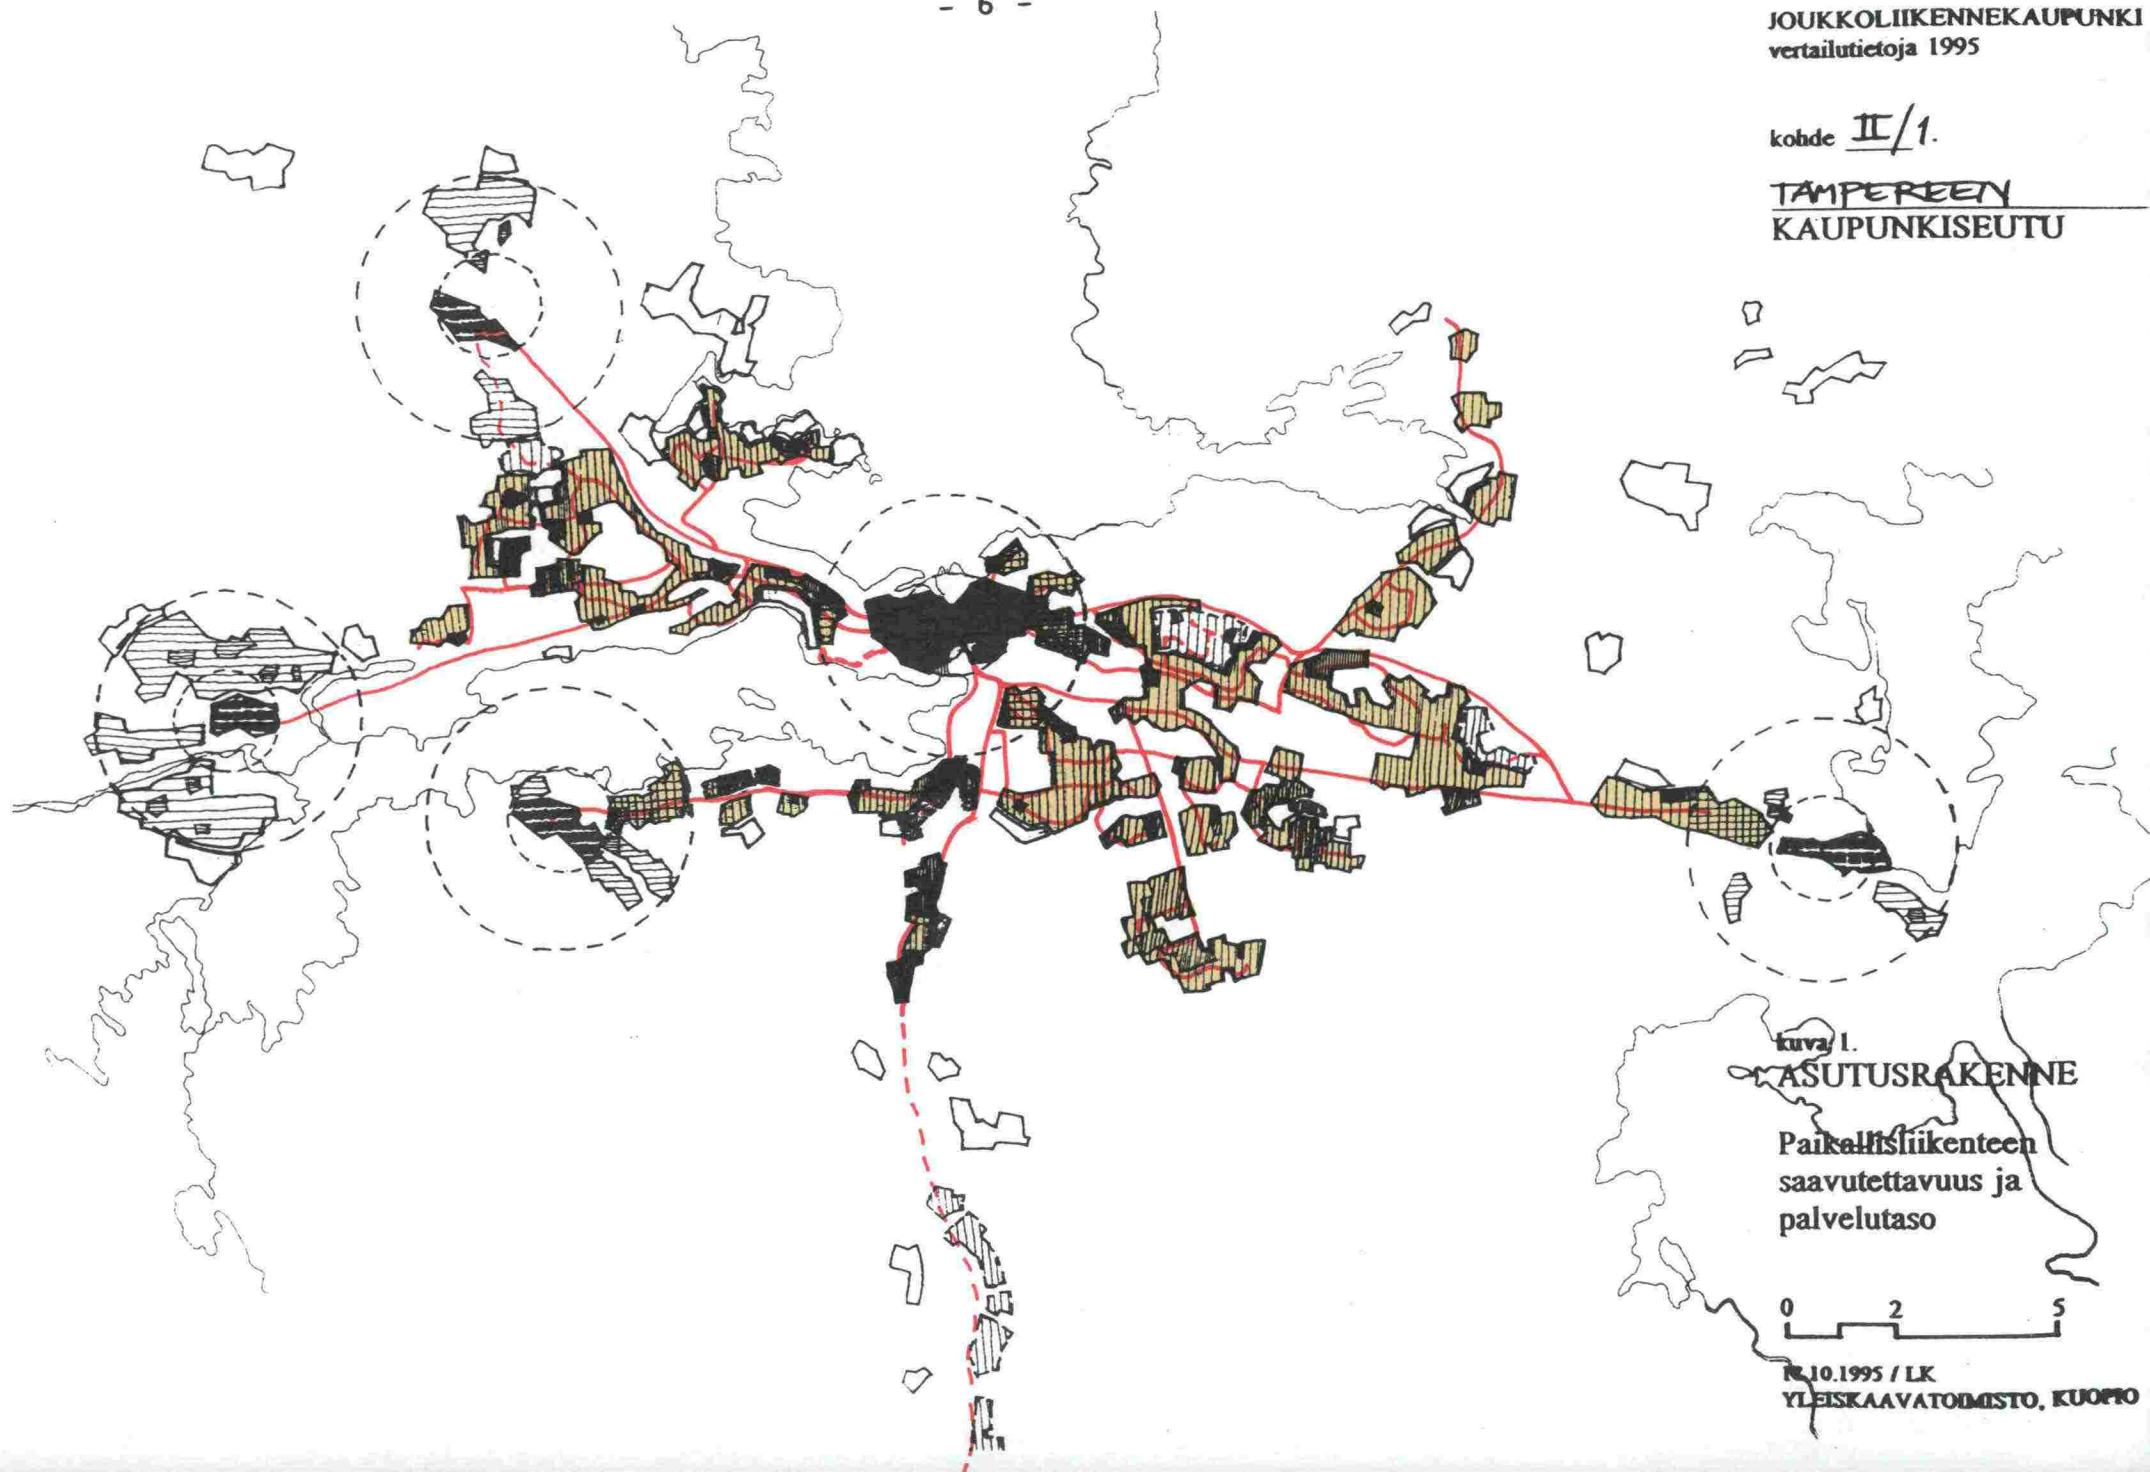 - 6 -
JOUKKOLIIKENNEKAUPUNKI
vertailutietoja 1995
kohde II/1.
TAMPEREEN
KAUPUNKISEUTU
kuva 1.
ASUTUSRAKENNE
Paikallisliikenteen
saavutettavuus ja
palvelutaso
0 2 5
10.1995 / LK
YLEISKAAVATOIMISTO, KUOPIO